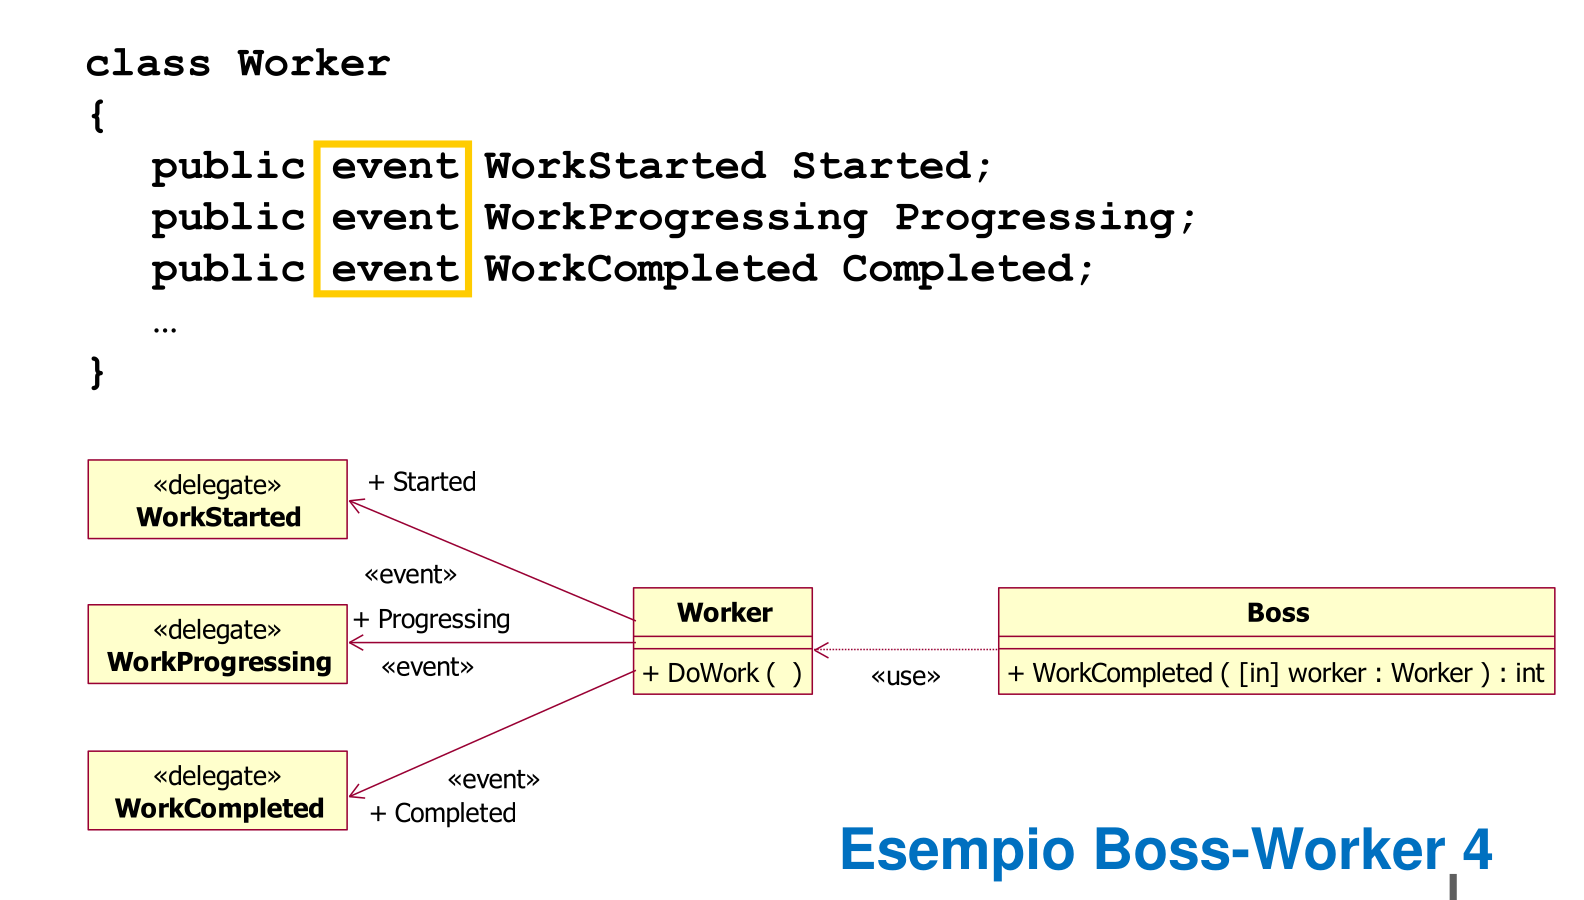 class Worker
{
public event WorkStarted Started;
public event WorkProgressing Progressing;
public event WorkCompleted Completed;
…
}
«delegate»
WorkStarted
+ Started
«event»
«delegate»
WorkProgressing
+ Progressing
«event»
«delegate»
WorkCompleted
«event»
+ Completed
Worker
+ DoWork ( )
«use»
Boss
+ WorkCompleted ( [in] worker : Worker ) : int
Esempio Boss-Worker 4